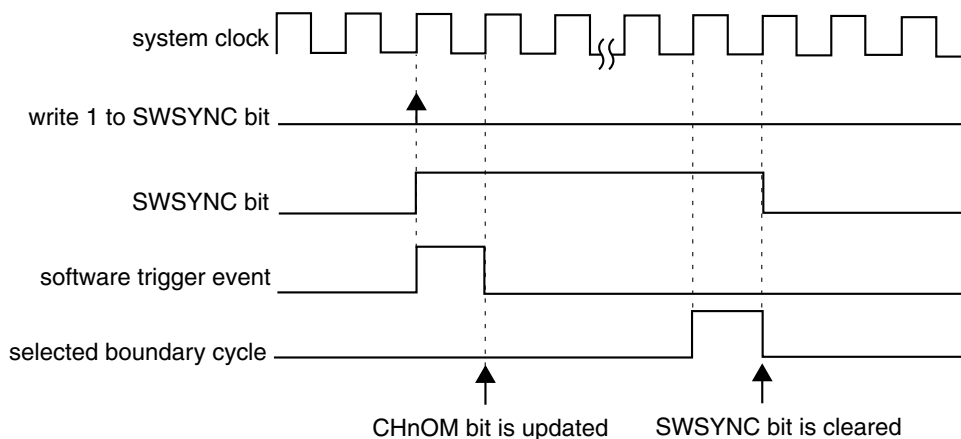 system clock
write 1 to SWSYNC bit
SWSYNC bit
software trigger event
selected boundary cycle
CHnOM bit is updated
SWSYNC bit is cleared